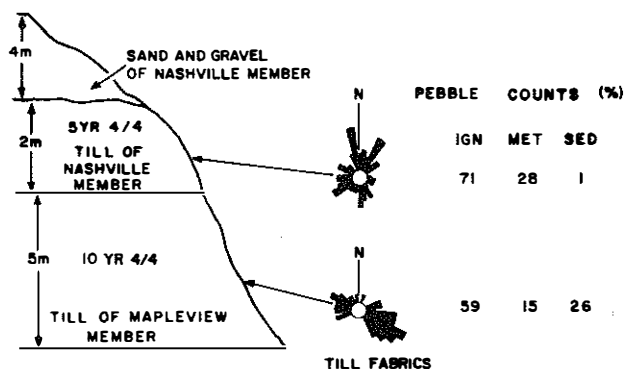 4m
SAND AND GRAVEL
OF NASHVILLE MEMBER
2m
5YR 4/4
TILL OF
NASHVILLE
MEMBER
5m
10 YR 4/4
TILL OF MAPLEVIEW
MEMBER
N
N
TILL FABRICS
PEBBLE COUNTS (%)
IGN MET SED
71 28 1
59 15 26